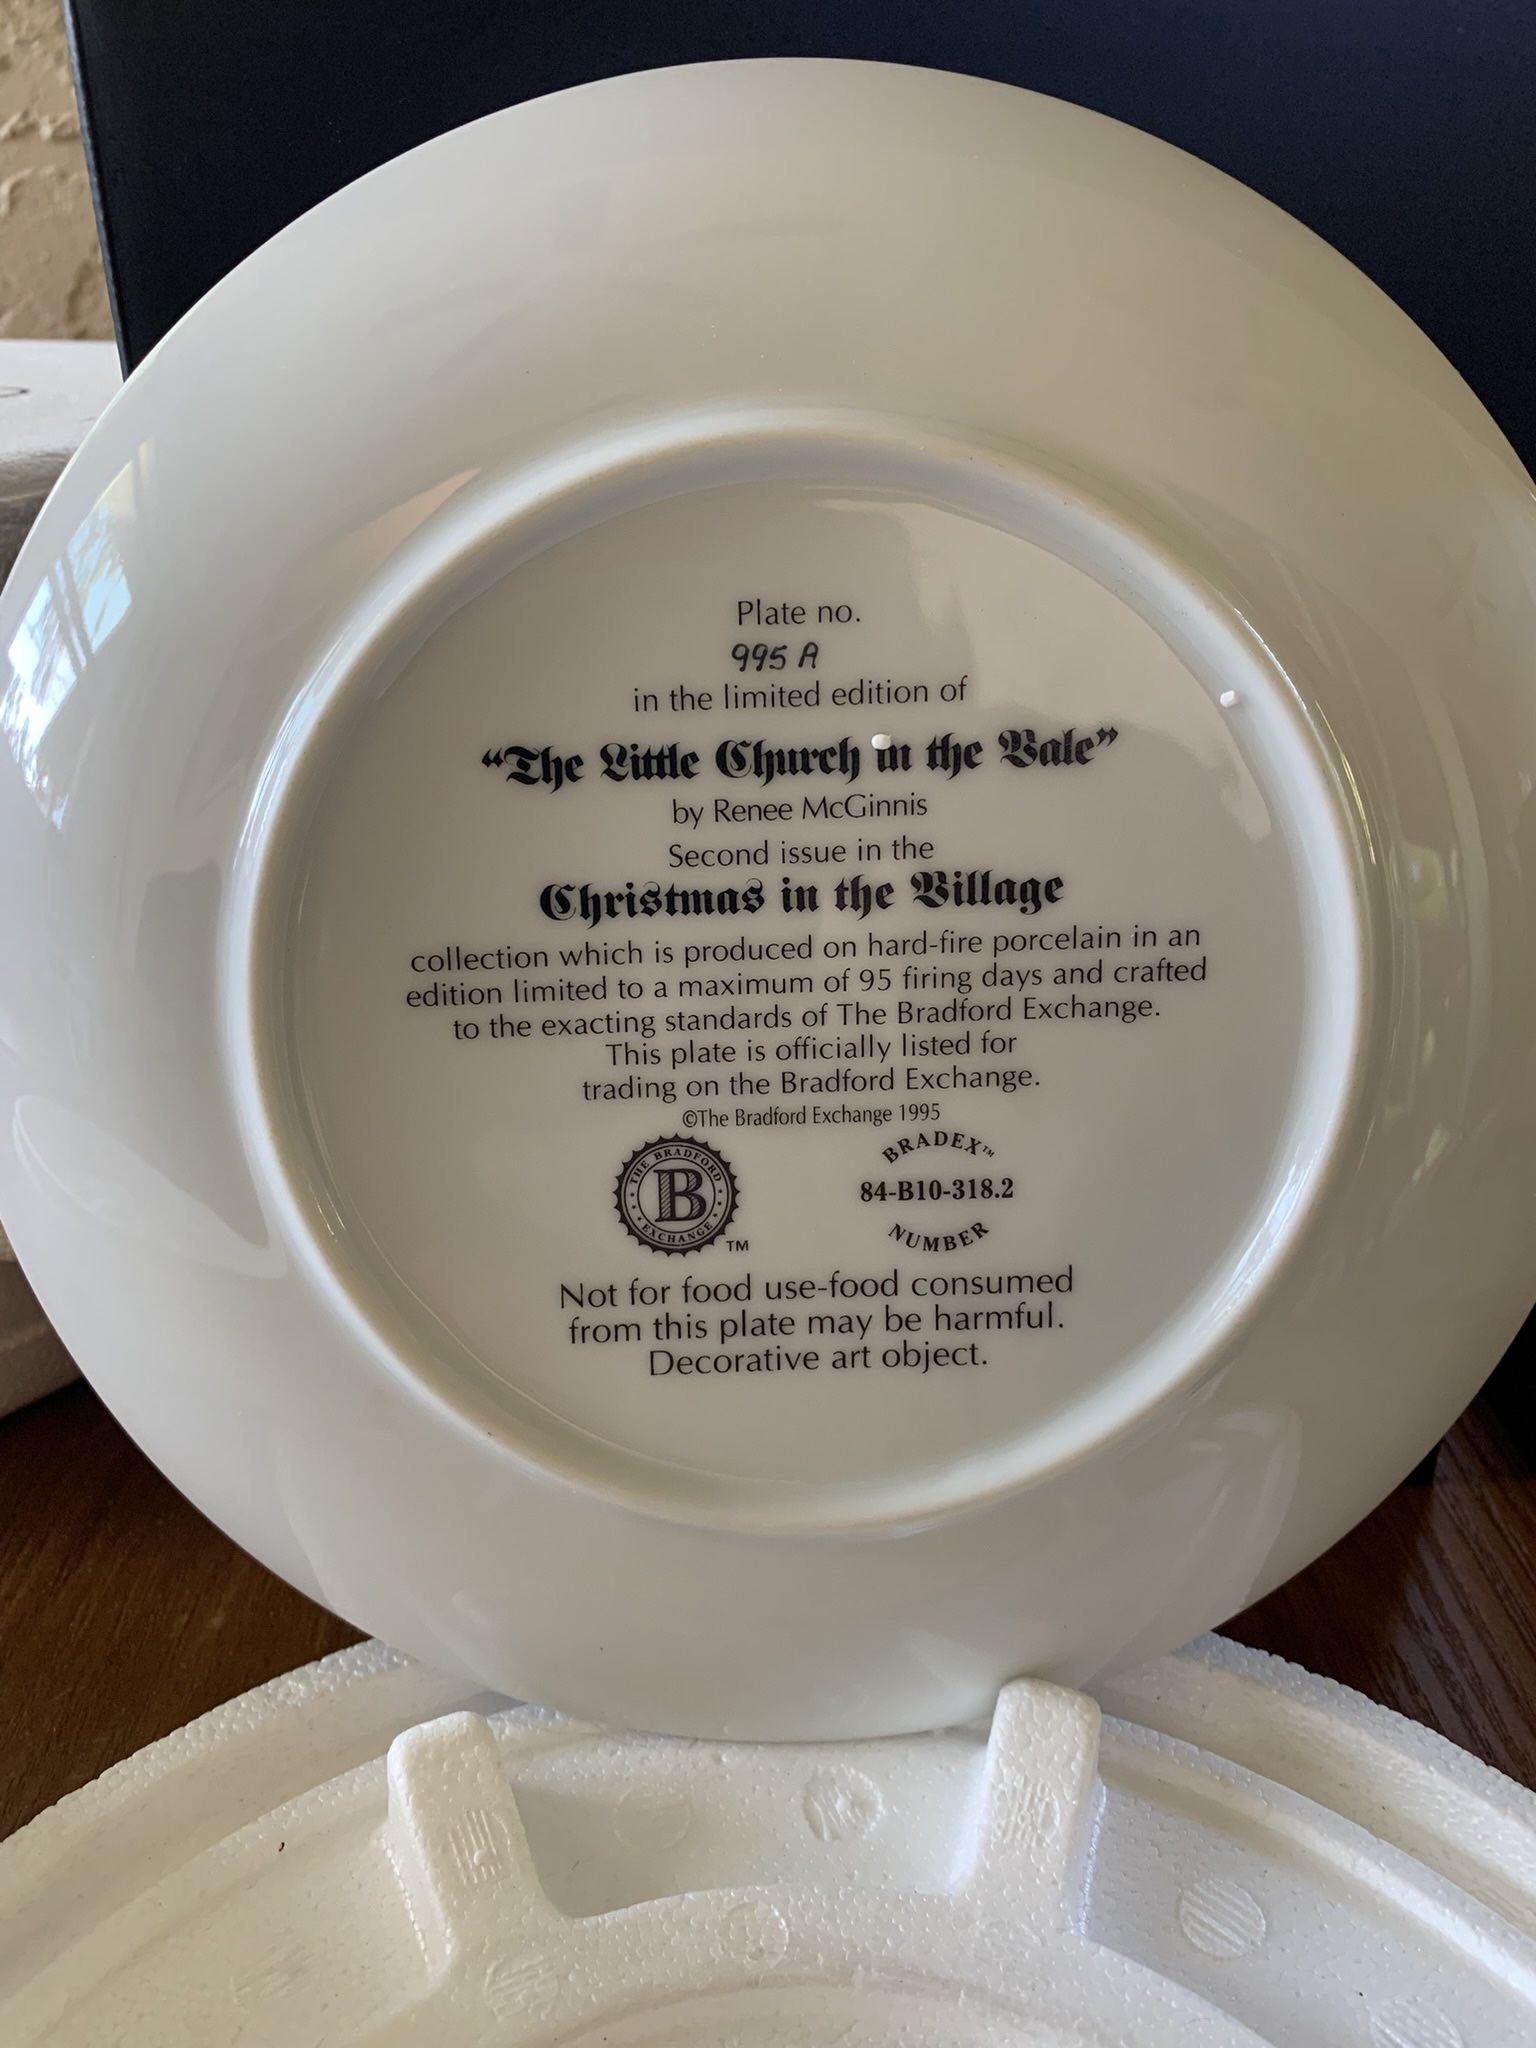 Plate no.
995 A
in the limited edition of
“The Little Church in the Vale”
by Renee McGinnis
Second issue in the
Christmas in the Village
collection which is produced on hard-fire porcelain in an
edition limited to a maximum of 95 firing days and crafted
to the exacting standards of The Bradford Exchange.
This plate is officially listed for
trading on the Bradford Exchange.
©The Bradford Exchange 1995
THE BRADFORD
B
EXCHANGE
TM
BRADEX™
84-B10-318.2
NUMBER
Not for food use-food consumed
from this plate may be harmful.
Decorative art object.